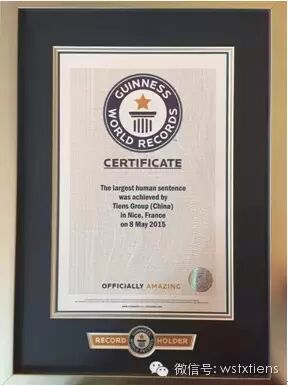 GUINNESS
WORLD RECORDS
CERTIFICATE
The largest human sentence
was achieved by
Tiens Group (China)
in Nice, France
on 8 May 2015
OFFICIALLY AMAZING
RECORD HOLDER
微信号: wstxtiens